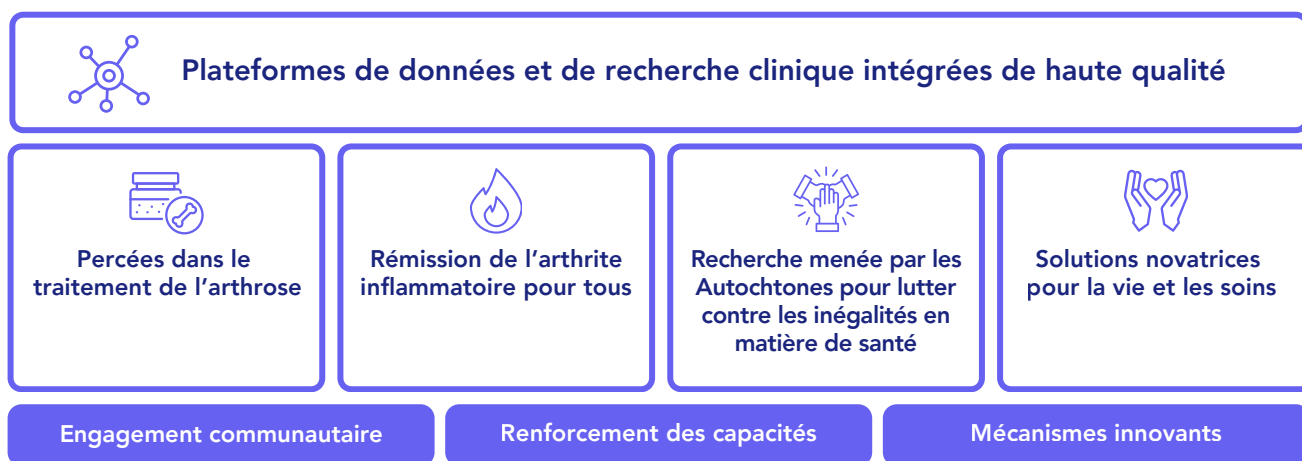 Plateformes de données et de recherche clinique intégrées de haute qualité
Percées dans le
traitement de l’arthrose
Rémission de l’arthrite
inflammatoire pour tous
Recherche menée par les
Autochtones pour lutter
contre les inégalités en
matière de santé
Solutions novatrices
pour la vie et les soins
Engagement communautaire
Renforcement des capacités
Mécanismes innovants